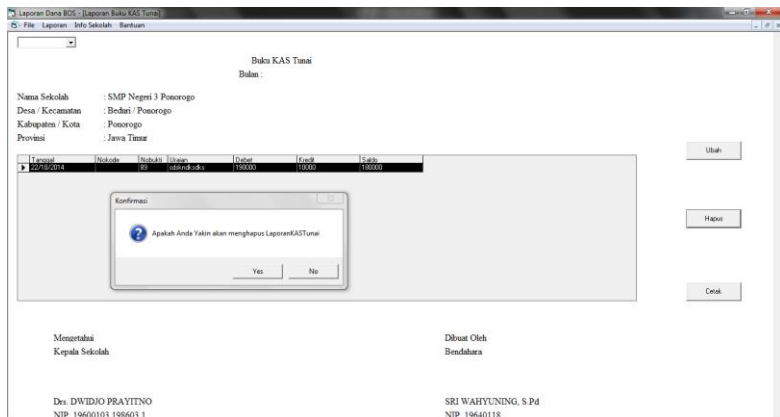 Laporan Dana BOS - [Laporan Buku KAS Tunai]
File Laporan Info Sekolah Bantuan
Buku KAS Tunai
Bulan :
Nama Sekolah : SMP Negeri 3 Ponorogo
Desa / Kecamatan : Beduri / Ponorogo
Kabupaten / Kota : Ponorogo
Provinsi : Jawa Timur
Ubah
Tanggal Nokode Nobukti Uraian Debet Kredit Saldo
22/10/2014 89 190000 10000 180000
Konfirmasi
Hapus
Apakah Anda Yakin akan menghapus LaporanKASTunai
Yes No
Cetak
Mengetahui Dibuat Oleh
Kepala Sekolah Bendahara
Drs. DWIDJO PRAYITNO SRI WAHYUNING, S.Pd
NIP. 19600103 198603 1 NIP. 19640118